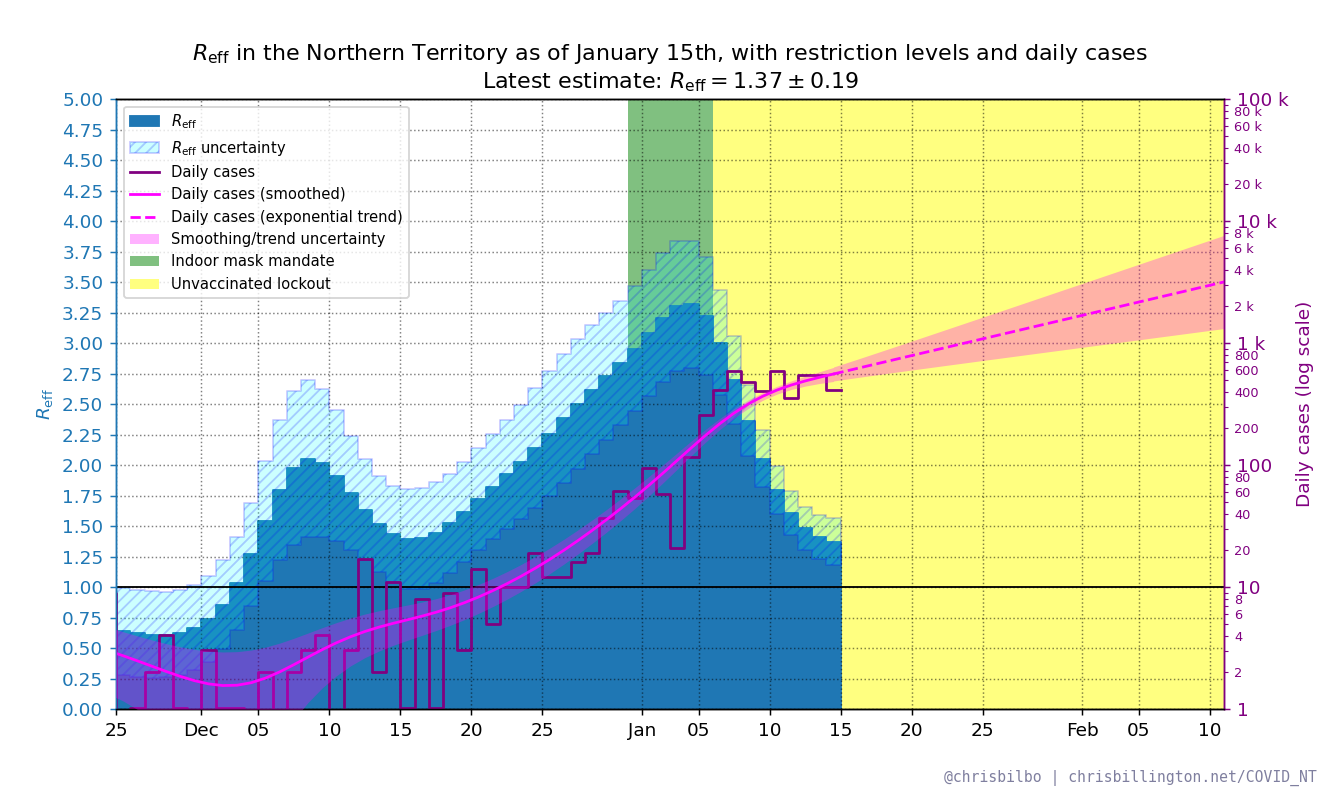 R_eff in the Northern Territory as of January 15th, with restriction levels and daily cases
Latest estimate: R_eff = 1.37 ± 0.19
R_eff
R_eff uncertainty
Daily cases
Daily cases (smoothed)
Daily cases (exponential trend)
Smoothing/trend uncertainty
Indoor mask mandate
Unvaccinated lockout
5.00
4.75
4.50
4.25
4.00
3.75
3.50
3.25
3.00
2.75
2.50
2.25
2.00
1.75
1.50
1.25
1.00
0.75
0.50
0.25
0.00
R_eff
100 k
80 k
60 k
40 k
20 k
10 k
8 k
6 k
4 k
2 k
1 k
800
600
400
200
100
80
60
40
20
10
8
6
4
2
1
Daily cases (log scale)
25 Dec 05 10 15 20 25 Jan 05 10 15 20 25 Feb 05 10
@chrisbilbo | chrisbillington.net/COVID_NT